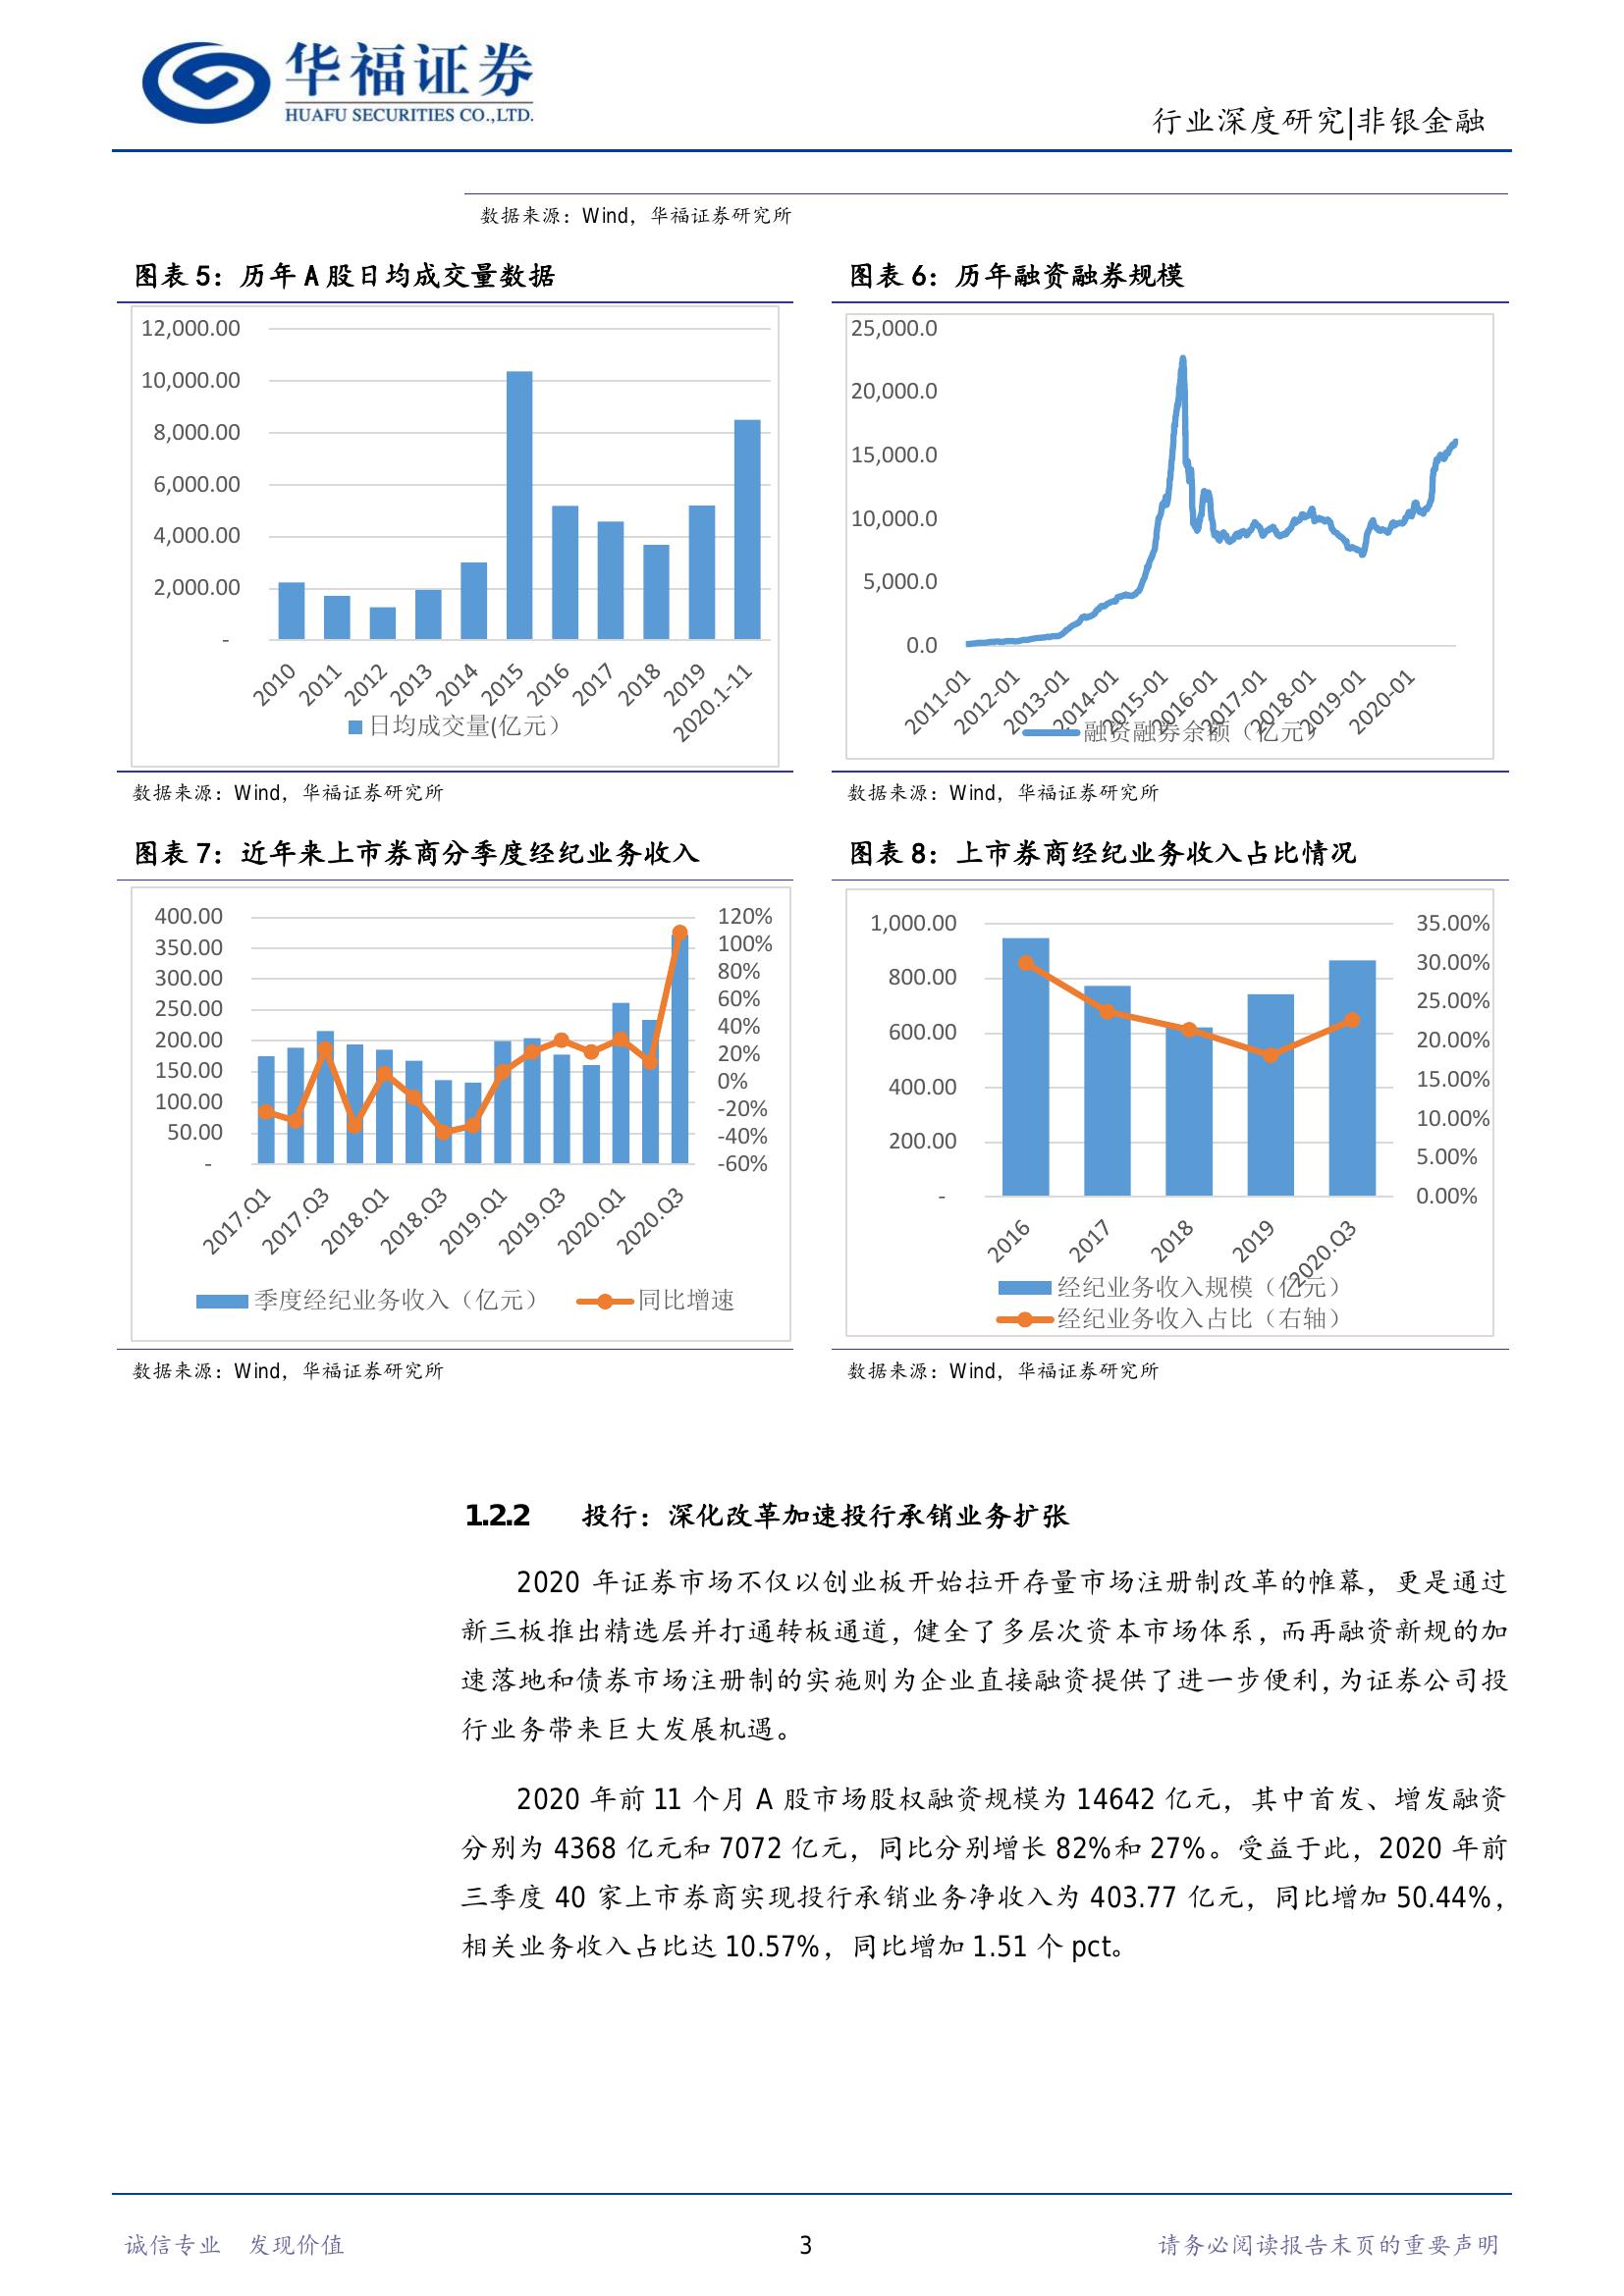 华福证券
HUAFU SECURITIES CO.,LTD.
行业深度研究|非银金融
数据来源：Wind，华福证券研究所
图表 5：历年 A 股日均成交量数据
12,000.00
10,000.00
8,000.00
6,000.00
4,000.00
2,000.00
-
2010 2011 2012 2013 2014 2015 2016 2017 2018 2019 2020.1-11
日均成交量(亿元）
数据来源：Wind，华福证券研究所
图表 6：历年融资融券规模
25,000.0
20,000.0
15,000.0
10,000.0
5,000.0
0.0
2011-01 2012-01 2013-01 2014-01 2015-01 2016-01 2017-01 2018-01 2019-01 2020-01
融资融券余额（亿元）
数据来源：Wind，华福证券研究所
图表 7：近年来上市券商分季度经纪业务收入
400.00
350.00
300.00
250.00
200.00
150.00
100.00
50.00
-
120%
100%
80%
60%
40%
20%
0%
-20%
-40%
-60%
2017.Q1 2017.Q3 2018.Q1 2018.Q3 2019.Q1 2019.Q3 2020.Q1 2020.Q3
季度经纪业务收入（亿元） 同比增速
数据来源：Wind，华福证券研究所
图表 8：上市券商经纪业务收入占比情况
1,000.00
800.00
600.00
400.00
200.00
-
35.00%
30.00%
25.00%
20.00%
15.00%
10.00%
5.00%
0.00%
2016 2017 2018 2019 2020.Q3
经纪业务收入规模（亿元）
经纪业务收入占比（右轴）
数据来源：Wind，华福证券研究所
1.2.2 投行：深化改革加速投行承销业务扩张
2020 年证券市场不仅以创业板开始拉开存量市场注册制改革的帷幕，更是通过
新三板推出精选层并打通转板通道，健全了多层次资本市场体系，而再融资新规的加
速落地和债券市场注册制的实施则为企业直接融资提供了进一步便利，为证券公司投
行业务带来巨大发展机遇。
2020 年前 11 个月 A 股市场股权融资规模为 14642 亿元，其中首发、增发融资
分别为 4368 亿元和 7072 亿元，同比分别增长 82%和 27%。受益于此，2020 年前
三季度 40 家上市券商实现投行承销业务净收入为 403.77 亿元，同比增加 50.44%，
相关业务收入占比达 10.57%，同比增加 1.51 个 pct。
诚信专业 发现价值
3
请务必阅读报告末页的重要声明